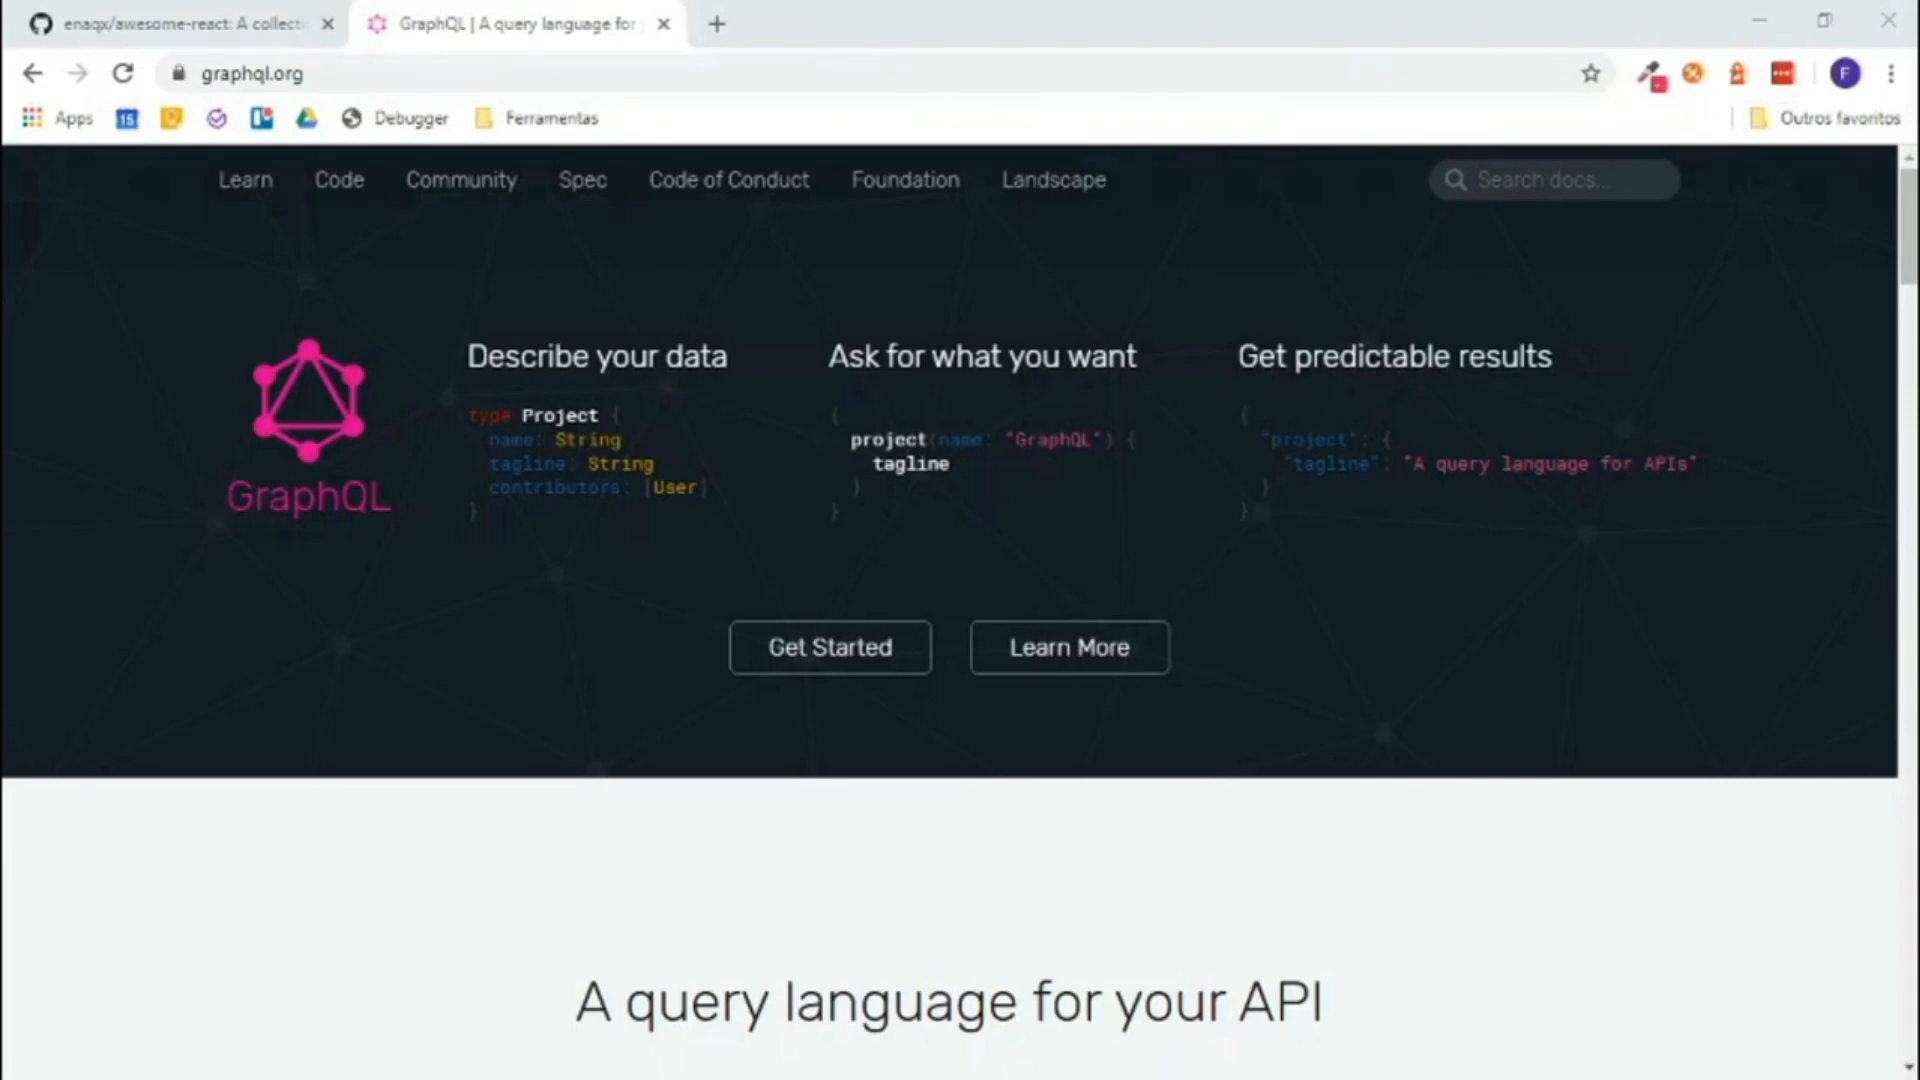 enaqx/awesome-react: A collecti
GraphQL | A query language for
graphql.org
F
Apps
15
Debugger
Ferramentas
Outros favoritos
Learn
Code
Community
Spec
Code of Conduct
Foundation
Landscape
Search docs...
GraphQL
Describe your data
type Project {
name: String
tagline: String
contributors: [User]
}
Ask for what you want
{
project(name: "GraphQL") {
tagline
}
}
Get predictable results
{
"project": {
"tagline": "A query language for APIs"
}
}
Get Started
Learn More
A query language for your API